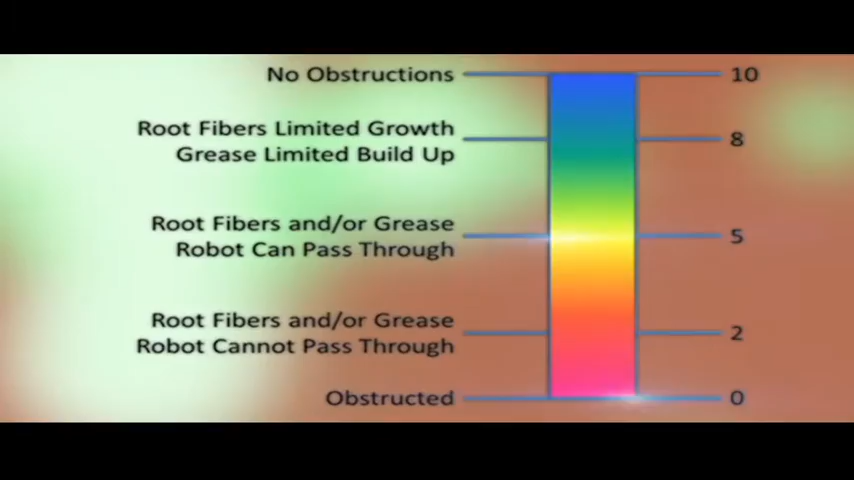 No Obstructions 10
Root Fibers Limited Growth
Grease Limited Build Up 8
Root Fibers and/or Grease
Robot Can Pass Through 5
Root Fibers and/or Grease
Robot Cannot Pass Through 2
Obstructed 0